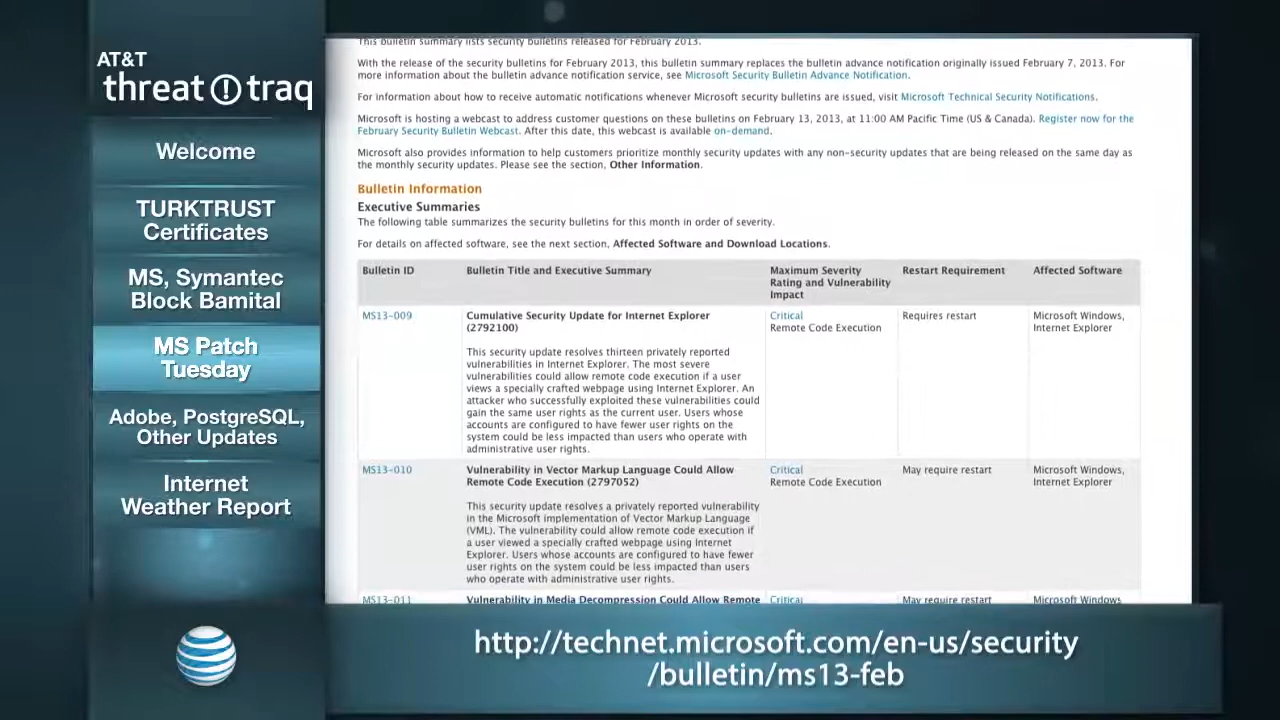 AT&T
threat traq
Welcome
TURKTRUST
Certificates
MS, Symantec
Block Bamital
MS Patch
Tuesday
Adobe, PostgreSQL,
Other Updates
Internet
Weather Report
This bulletin summary lists security bulletins released for February 2013.
With the release of the security bulletins for February 2013, this bulletin summary replaces the bulletin advance notification originally issued February 7, 2013. For
more information about the bulletin advance notification service, see Microsoft Security Bulletin Advance Notification.
For information about how to receive automatic notifications whenever Microsoft security bulletins are issued, visit Microsoft Technical Security Notifications.
Microsoft is hosting a webcast to address customer questions on these bulletins on February 13, 2013, at 11:00 AM Pacific Time (US & Canada). Register now for the
February Security Bulletin Webcast. After this date, this webcast is available on-demand.
Microsoft also provides information to help customers prioritize monthly security updates with any non-security updates that are being released on the same day as
the monthly security updates. Please see the section, Other Information.
Bulletin Information
Executive Summaries
The following table summarizes the security bulletins for this month in order of severity.
For details on affected software, see the next section, Affected Software and Download Locations.
Bulletin ID
Bulletin Title and Executive Summary
Maximum Severity
Rating and Vulnerability
Impact
Restart Requirement
Affected Software
MS13-009
Cumulative Security Update for Internet Explorer
(2792100)
This security update resolves thirteen privately reported
vulnerabilities in Internet Explorer. The most severe
vulnerabilities could allow remote code execution if a user
views a specially crafted webpage using Internet Explorer. An
attacker who successfully exploited these vulnerabilities could
gain the same user rights as the current user. Users whose
accounts are configured to have fewer user rights on the
system could be less impacted than users who operate with
administrative user rights.
Critical
Remote Code Execution
Requires restart
Microsoft Windows,
Internet Explorer
MS13-010
Vulnerability in Vector Markup Language Could Allow
Remote Code Execution (2797052)
This security update resolves a privately reported vulnerability
in the Microsoft implementation of Vector Markup Language
(VML). The vulnerability could allow remote code execution if
a user viewed a specially crafted webpage using Internet
Explorer. Users whose accounts are configured to have fewer
user rights on the system could be less impacted than users
who operate with administrative user rights.
Critical
Remote Code Execution
May require restart
Microsoft Windows,
Internet Explorer
MS13-011
Vulnerability in Media Decompression Could Allow Remote
Critical
May require restart
Microsoft Windows
http://technet.microsoft.com/en-us/security
/bulletin/ms13-feb